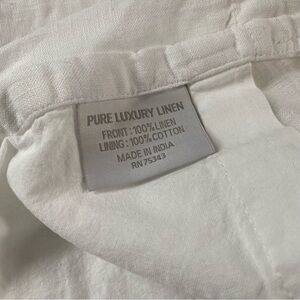 PURE LUXURY LINEN
FRONT : 100% LINEN
LINING : 100% COTTON
MADE IN INDIA
RN 75343